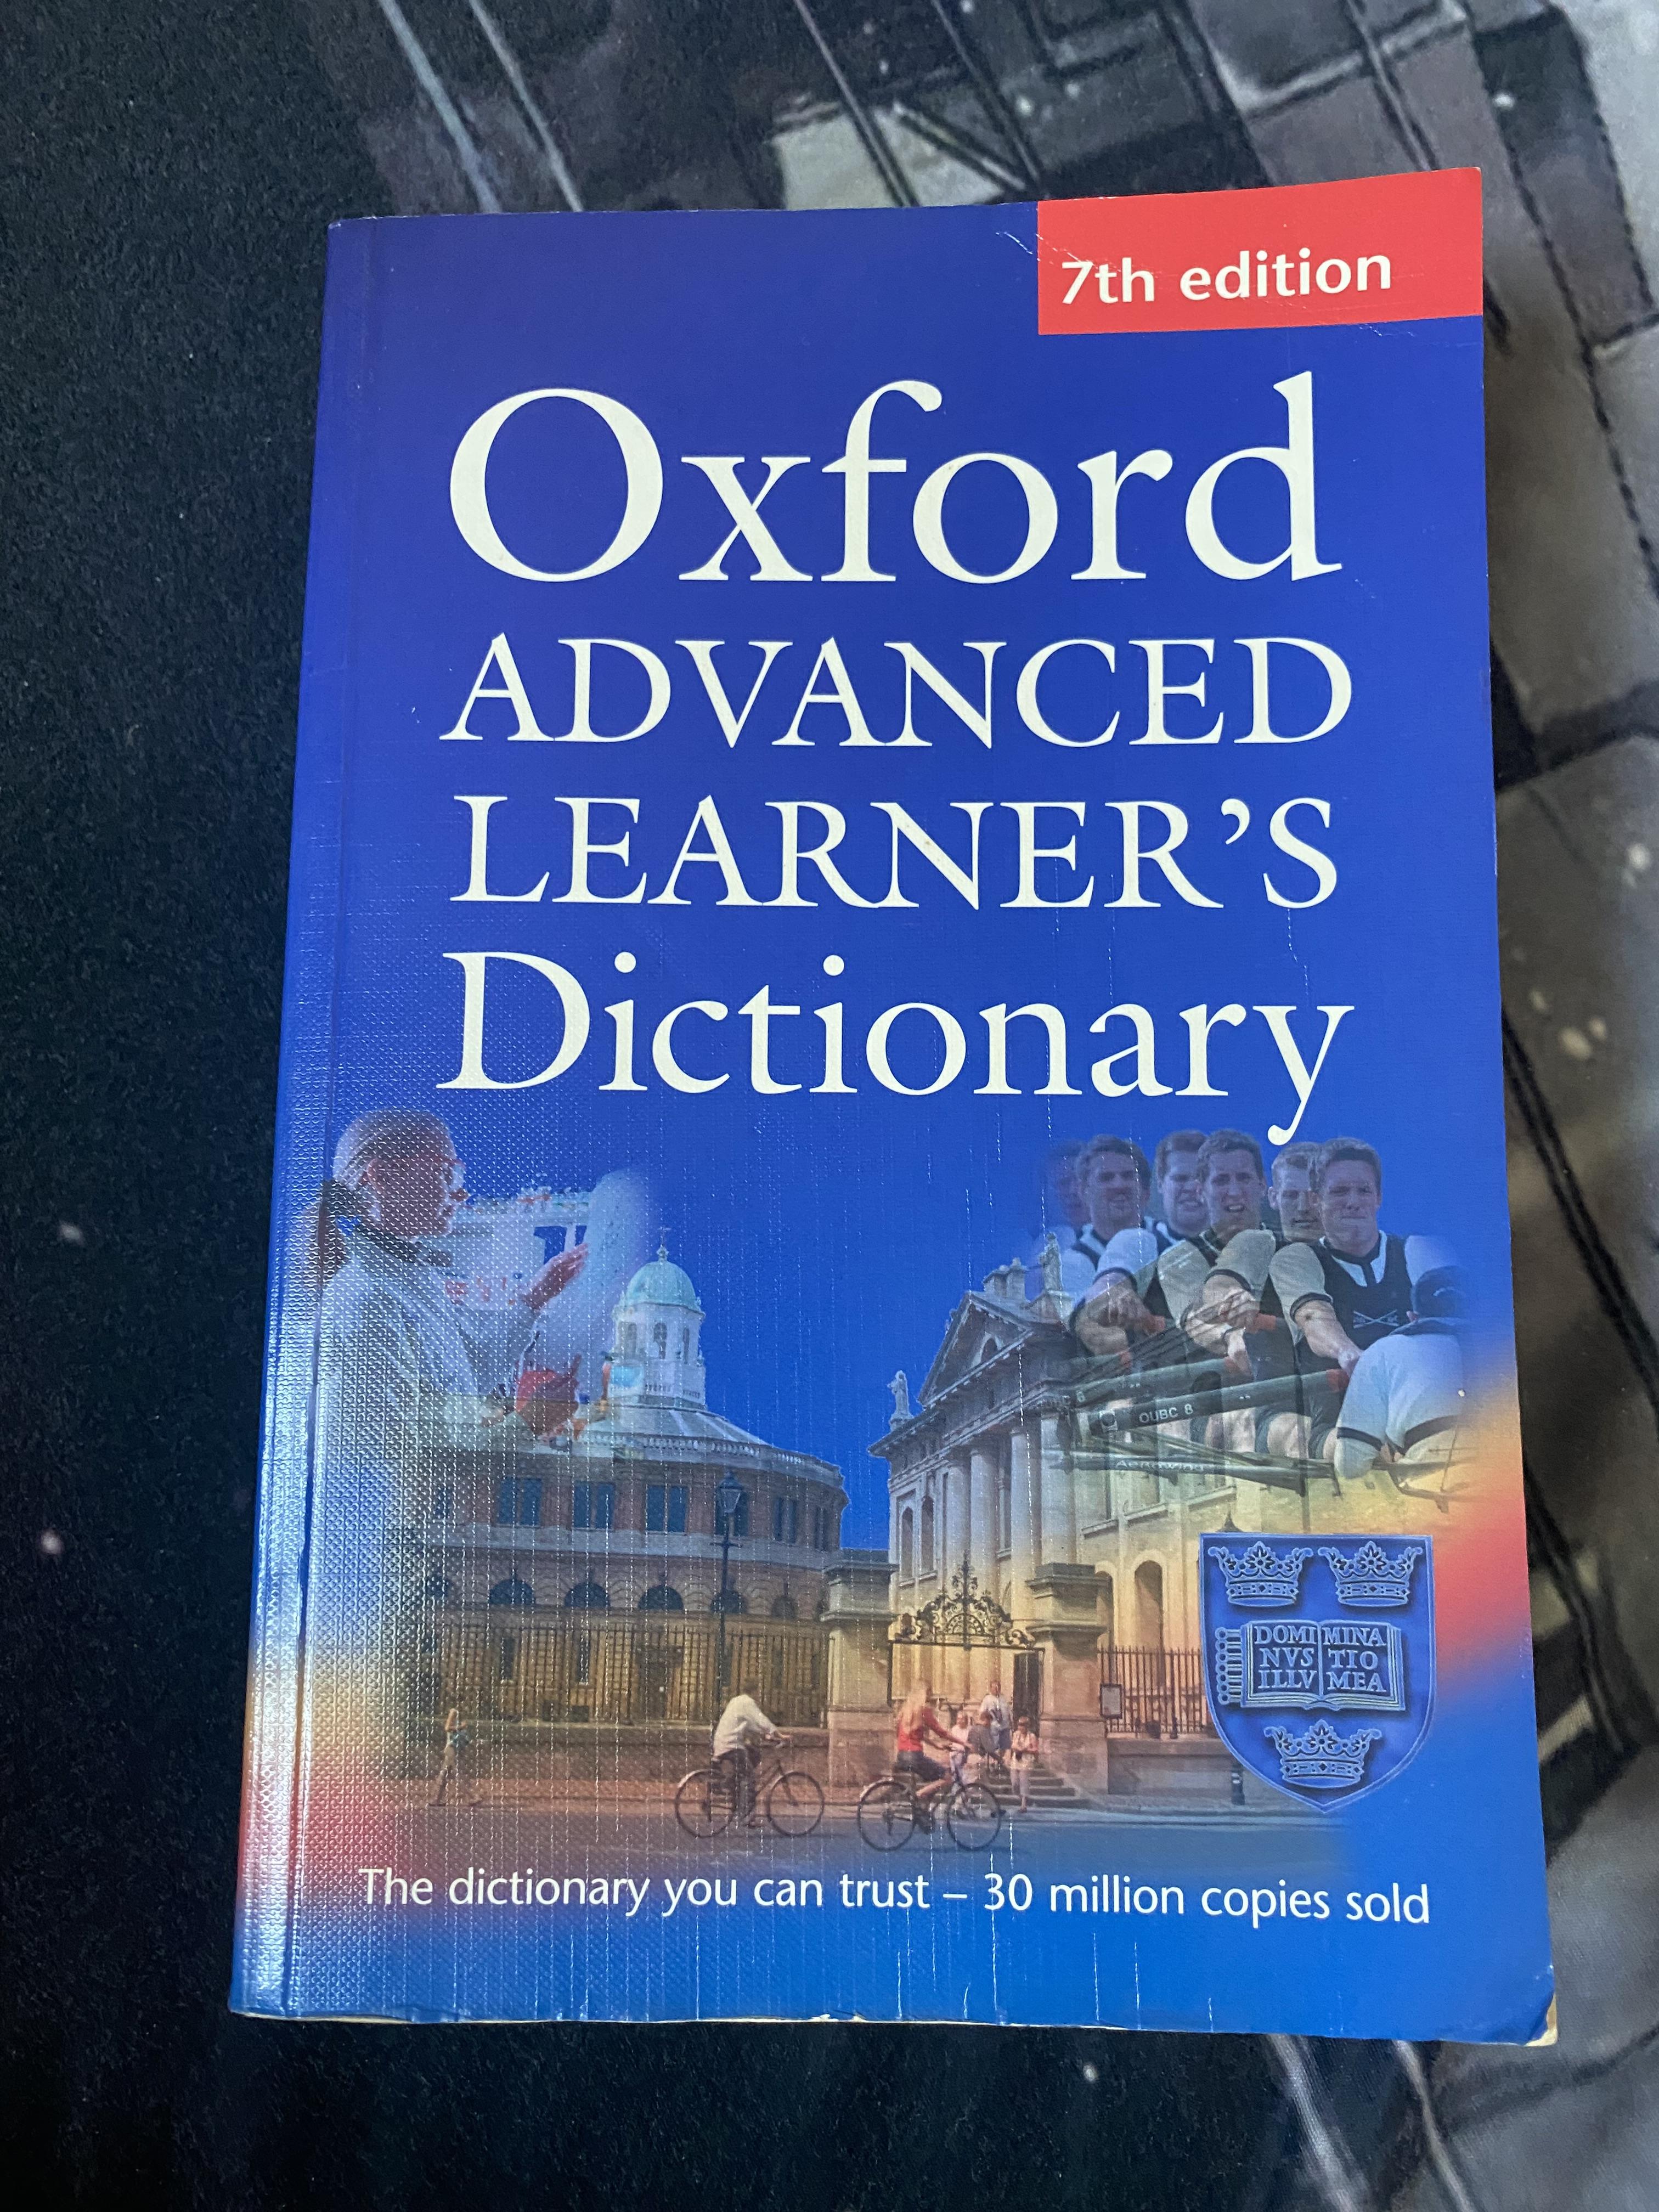 7th edition
Oxford
ADVANCED
LEARNER'S
Dictionary
OUBC 8
DOMI MINA
NVS TIO
ILLV MEA
The dictionary you can trust – 30 million copies sold